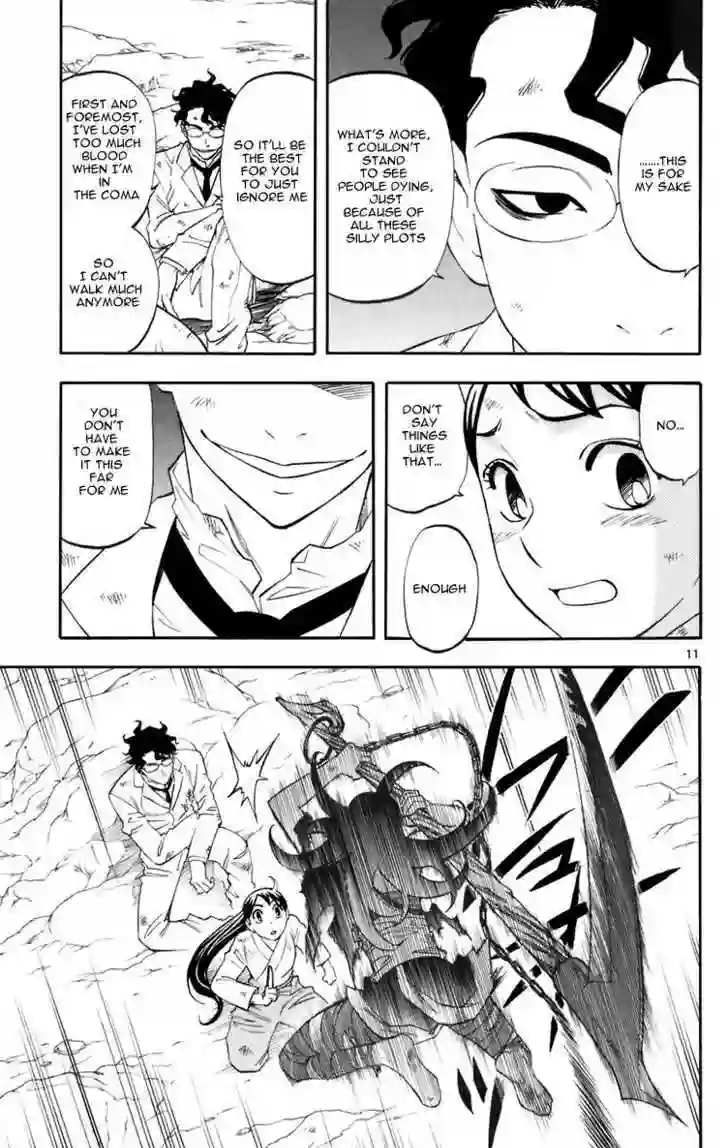 .......THIS
IS FOR
MY SAKE
WHAT'S MORE,
I COULDN'T
STAND
TO SEE
PEOPLE DYING,
JUST
BECAUSE OF
ALL THESE
SILLY PLOTS
SO IT'LL BE
THE BEST
FOR YOU
TO JUST
IGNORE ME
FIRST AND
FOREMOST,
I'VE LOST
TOO MUCH
BLOOD
WHEN I'M
IN
THE COMA
SO
I CAN'T
WALK MUCH
ANYMORE
NO...
DON'T
SAY
THINGS
LIKE
THAT...
ENOUGH
YOU
DON'T
HAVE
TO MAKE
IT THIS
FAR
FOR ME
11